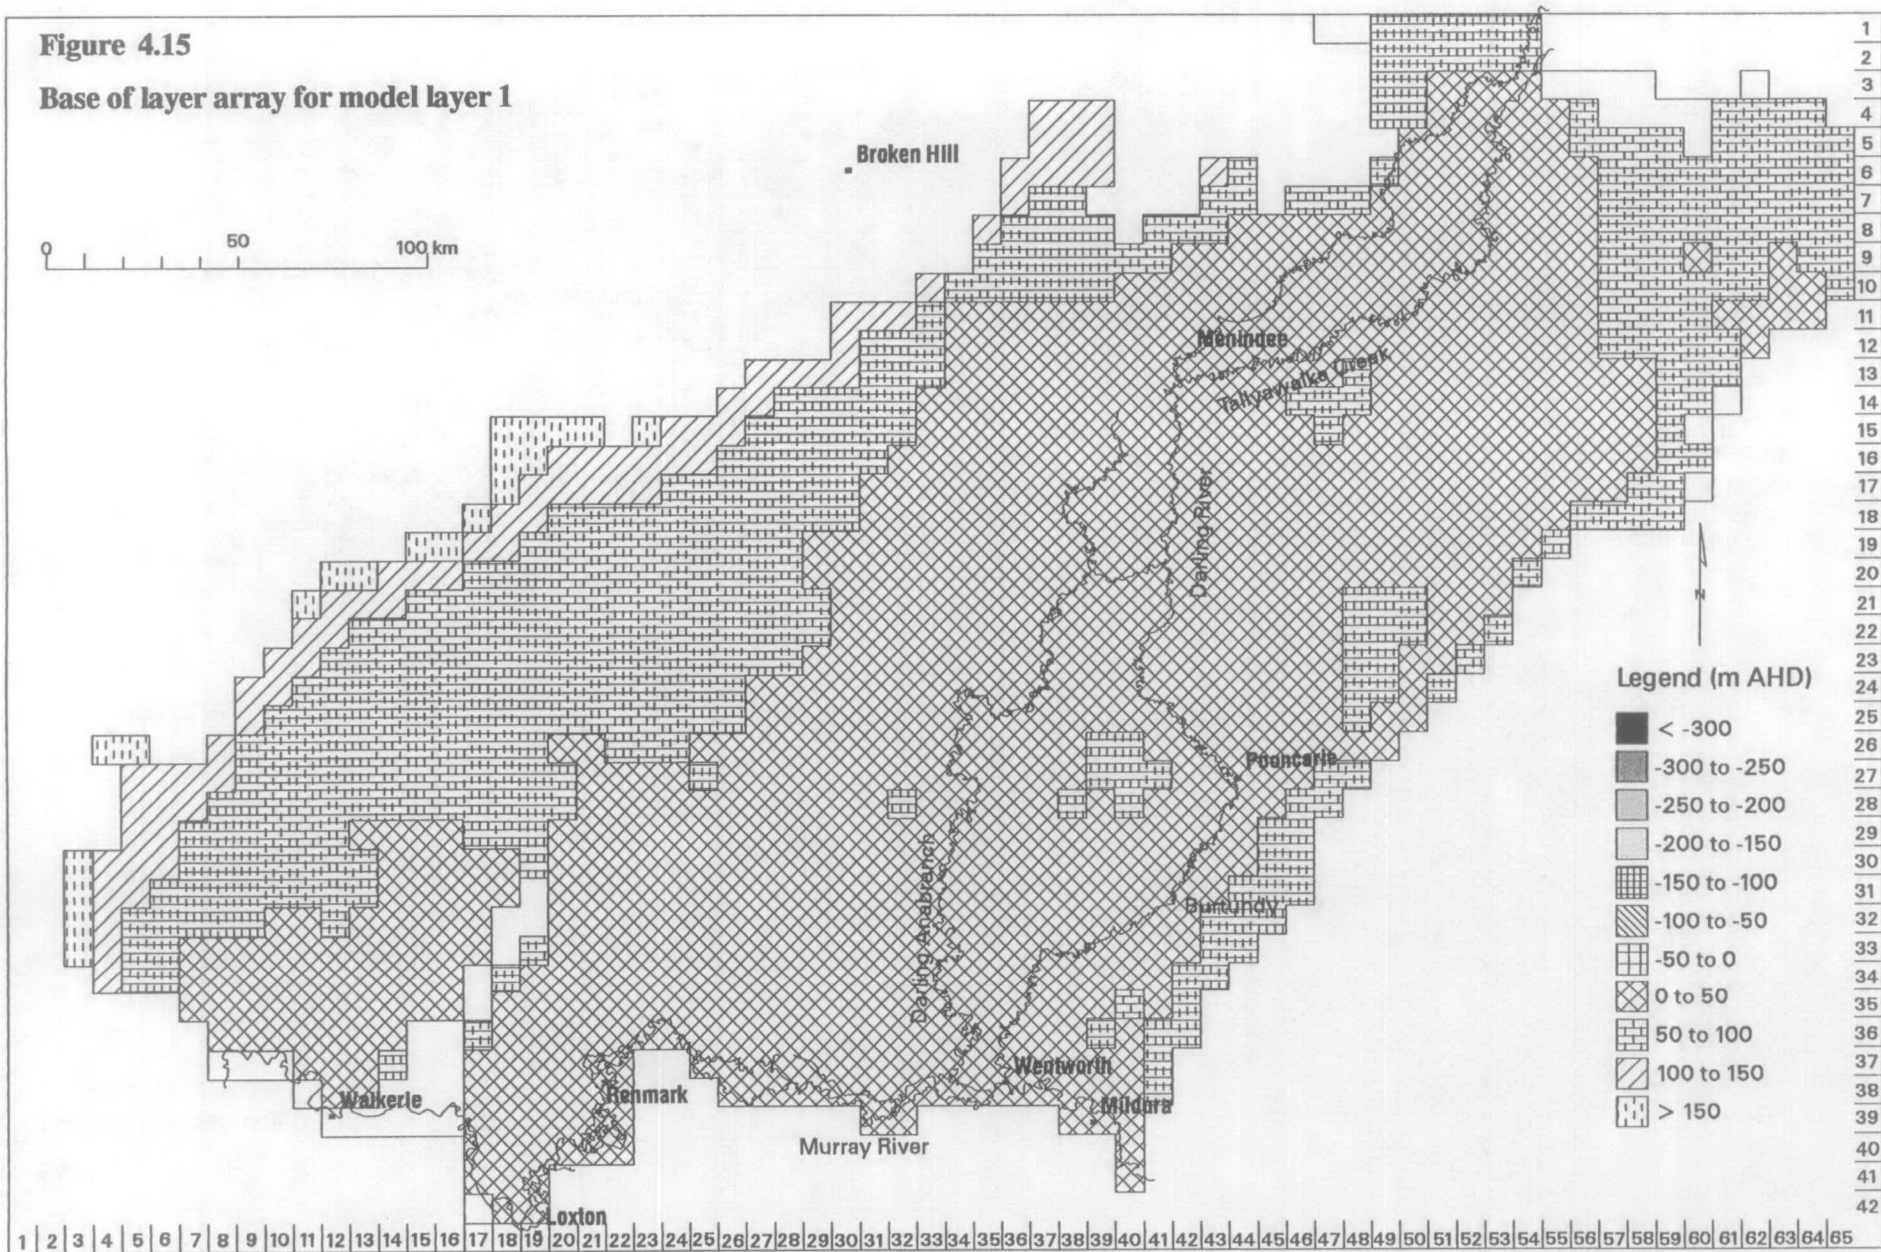 Figure 4.15
Base of layer array for model layer 1
Broken Hill
0 50 100 km
Menindee
Tallyawalka Creek
Darling River
Pooncarie
Darling Anabranch
Burtundy
Wentworth
Mildura
Renmark
Waikerie
Murray River
Loxton
N
Legend (m AHD)
< -300
-300 to -250
-250 to -200
-200 to -150
-150 to -100
-100 to -50
-50 to 0
0 to 50
50 to 100
100 to 150
> 150
1
2
3
4
5
6
7
8
9
10
11
12
13
14
15
16
17
18
19
20
21
22
23
24
25
26
27
28
29
30
31
32
33
34
35
36
37
38
39
40
41
42
1 2 3 4 5 6 7 8 9 10 11 12 13 14 15 16 17 18 19 20 21 22 23 24 25 26 27 28 29 30 31 32 33 34 35 36 37 38 39 40 41 42 43 44 45 46 47 48 49 50 51 52 53 54 55 56 57 58 59 60 61 62 63 64 65